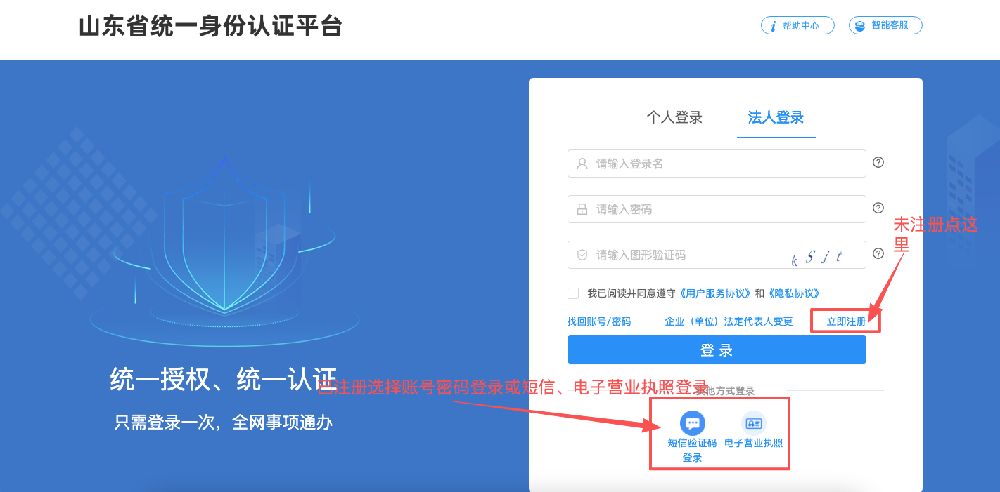 山东省统一身份认证平台
帮助中心
智能客服
个人登录
法人登录
请输入登录名
请输入密码
未注册点这
里
请输入图形验证码
k S j t
我已阅读并同意遵守《用户服务协议》和《隐私协议》
找回账号/密码
企业（单位）法定代表人变更
立即注册
登 录
统一授权、统一认证
已注册选择账号密码登录或短信、电子营业执照登录
其他方式登录
只需登录一次，全网事项通办
短信验证码
登录
电子营业执照